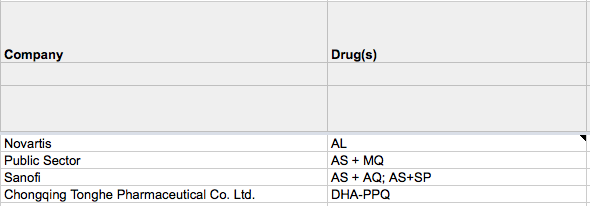 Company Drug(s)
Novartis AL
Public Sector AS + MQ
Sanofi AS + AQ; AS+SP
Chongqing Tonghe Pharmaceutical Co. Ltd. DHA-PPQ